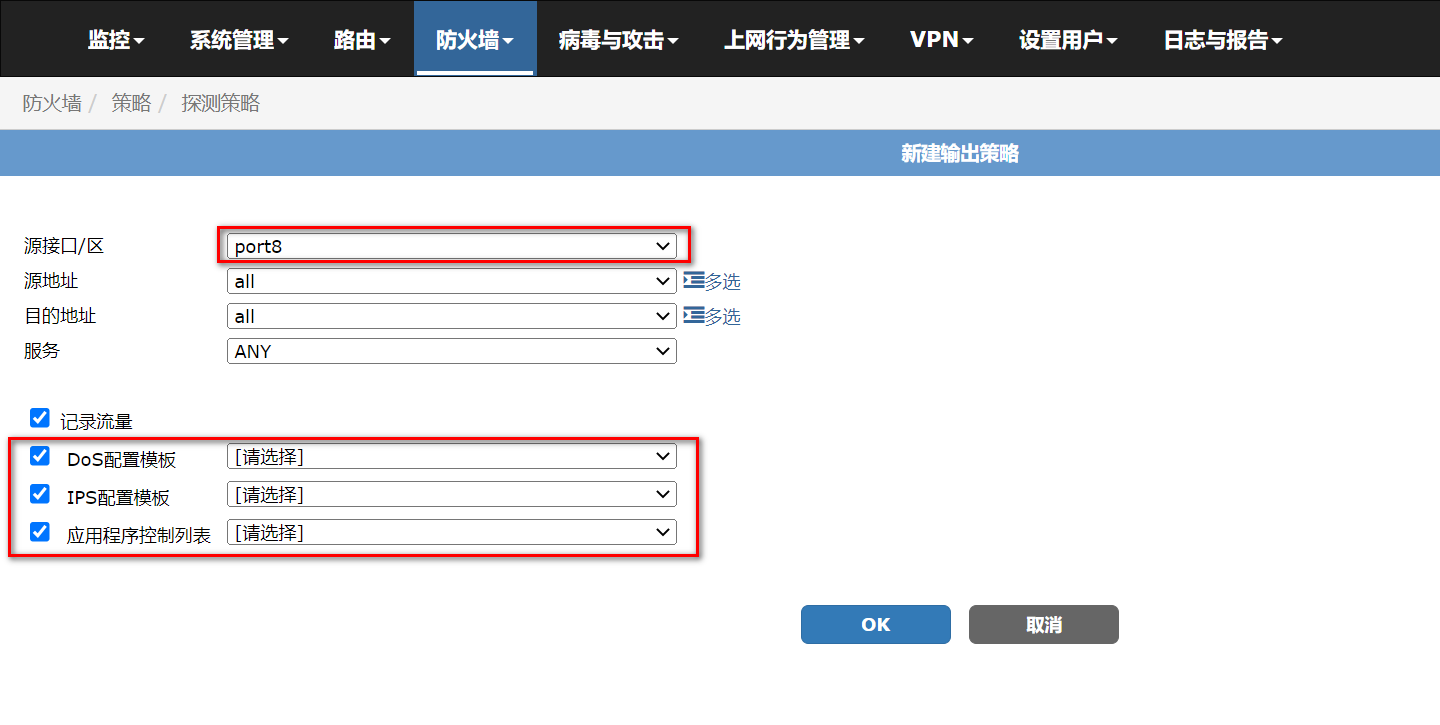 监控 系统管理 路由 防火墙 病毒与攻击 上网行为管理 VPN 设置用户 日志与报告
防火墙 / 策略 / 探测策略
新建输出策略
源接口/区 port8
源地址 all 多选
目的地址 all 多选
服务 ANY
记录流量
DoS配置模板 [请选择]
IPS配置模板 [请选择]
应用程序控制列表 [请选择]
OK 取消